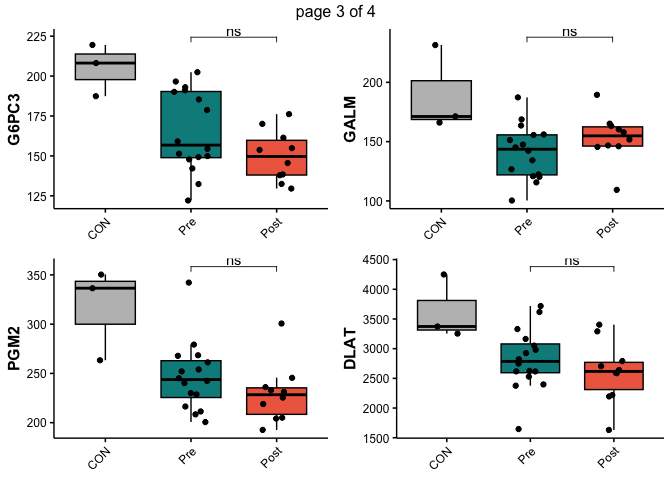 page 3 of 4
G6PC3
225
200
175
150
125
ns
CON
Pre
Post
GALM
200
150
100
ns
CON
Pre
Post
PGM2
350
300
250
200
ns
CON
Pre
Post
DLAT
4500
4000
3500
3000
2500
2000
1500
ns
CON
Pre
Post